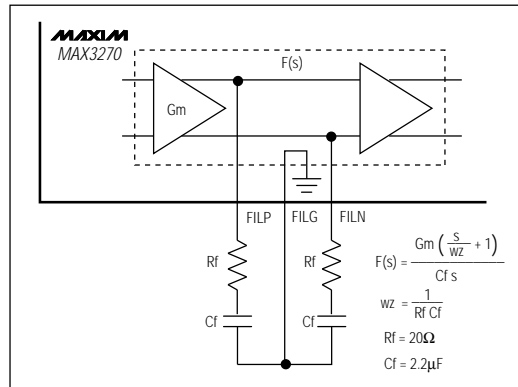 MAXIM
MAX3270
F(s)
Gm
FILP FILG FILN
Rf Rf
Cf Cf
F(s) = Gm ( s / wz + 1) / Cf s
wz = 1 / Rf Cf
Rf = 20Ω
Cf = 2.2µF